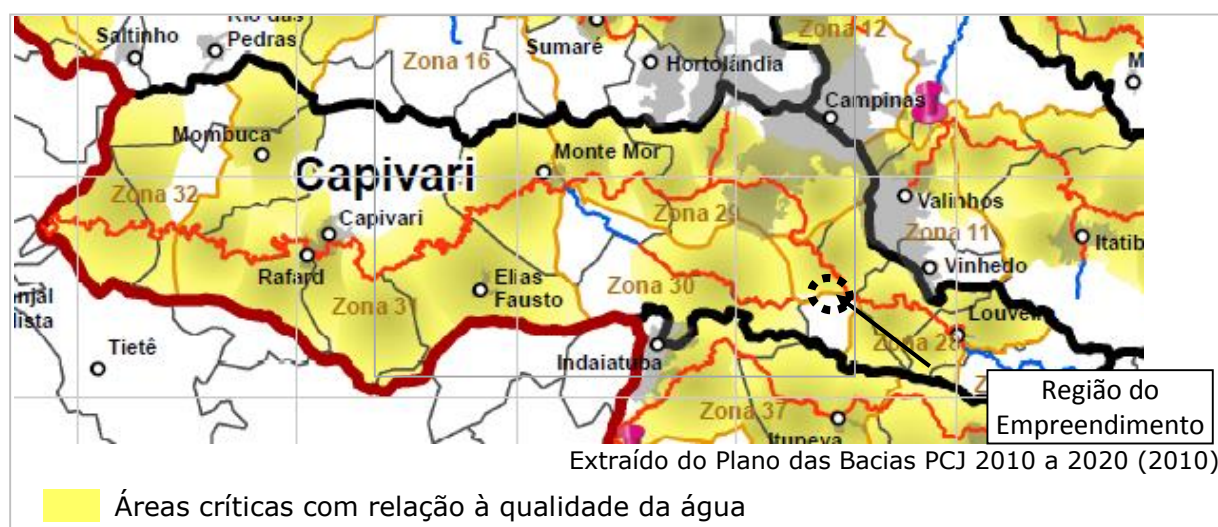 Rio das
Pedras
Saltinho
Zona 16
Sumaré
Hortolândia
Zona 12
Campinas
M
Mombuca
Monte Mor
Capivari
Zona 32
Capivari
Zona 29
Valinhos
Zona 11
Itatib
Rafard
Elias
Fausto
Zona 30
Vinhedo
Zona 31
Louvei
lista
Tietê
Indaiatuba
Zona 28
Zona 37
Itupeva
Região do
Empreendimento
Extraído do Plano das Bacias PCJ 2010 a 2020 (2010)
Áreas críticas com relação à qualidade da água